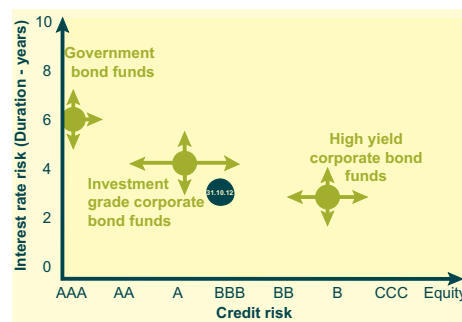 Interest rate risk (Duration - years)
10
8
6
4
2
0
Government
bond funds
Investment
grade corporate
bond funds
31.10.12
High yield
corporate bond
funds
AAA AA A BBB BB B CCC Equity
Credit risk